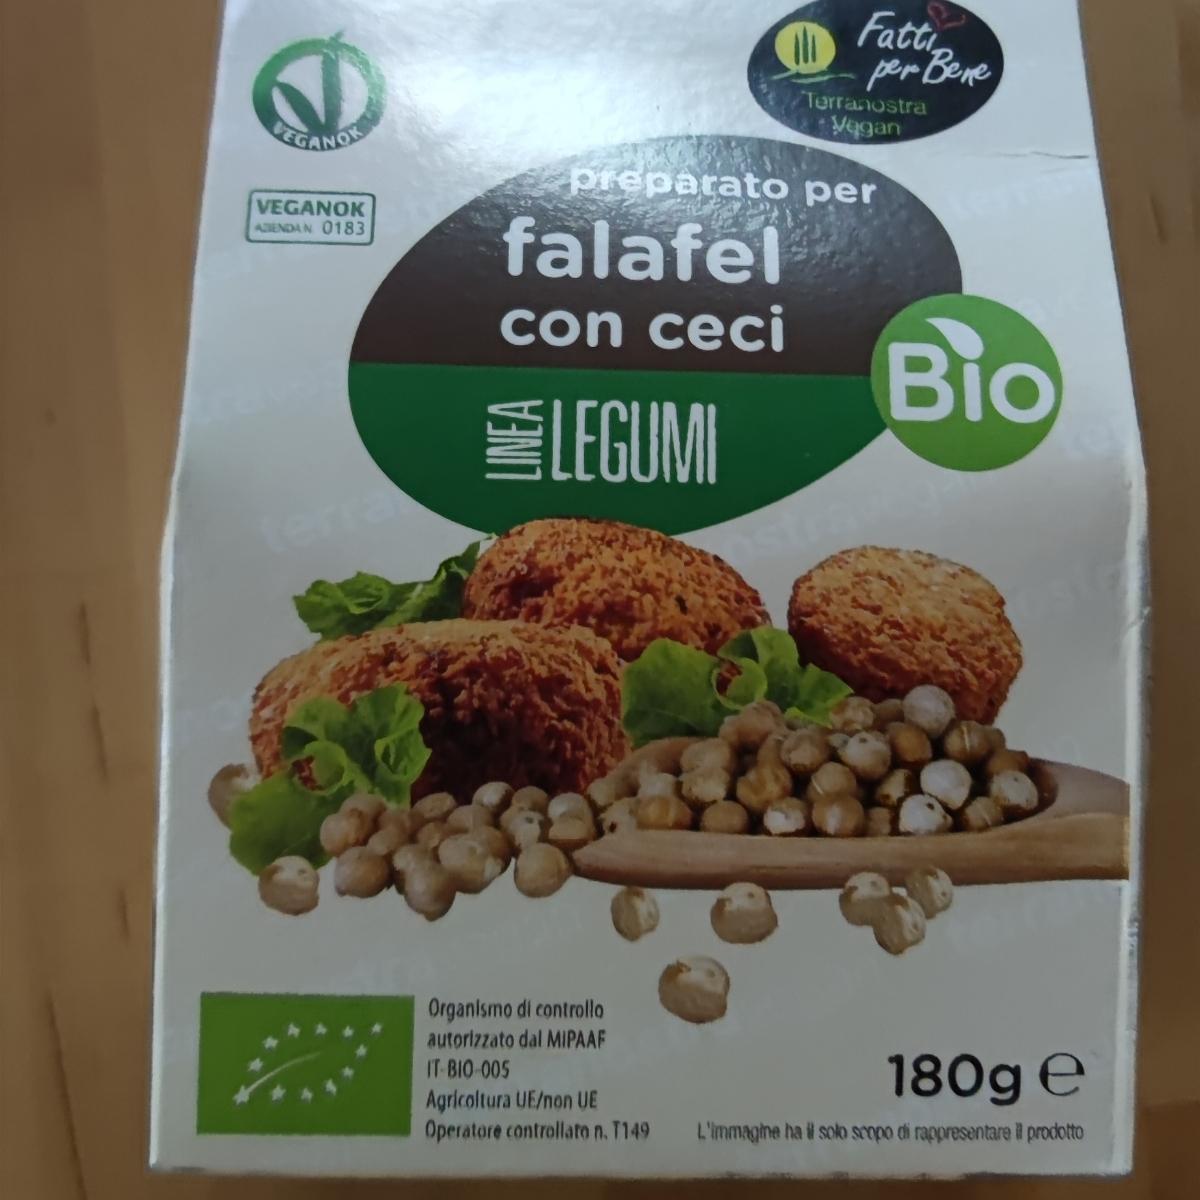 Fatti
per Bene
Terranostra
Vegan
VEGANOK
VEGANOK
AZIENDA N. 0183
preparato per
falafel
con ceci
Bio
LINEA LEGUMI
Organismo di controllo
autorizzato dal MIPAAF
IT-BIO-005
Agricoltura UE/non UE
Operatore controllato n. T149
180g e
L'immagine ha il solo scopo di rappresentare il prodotto